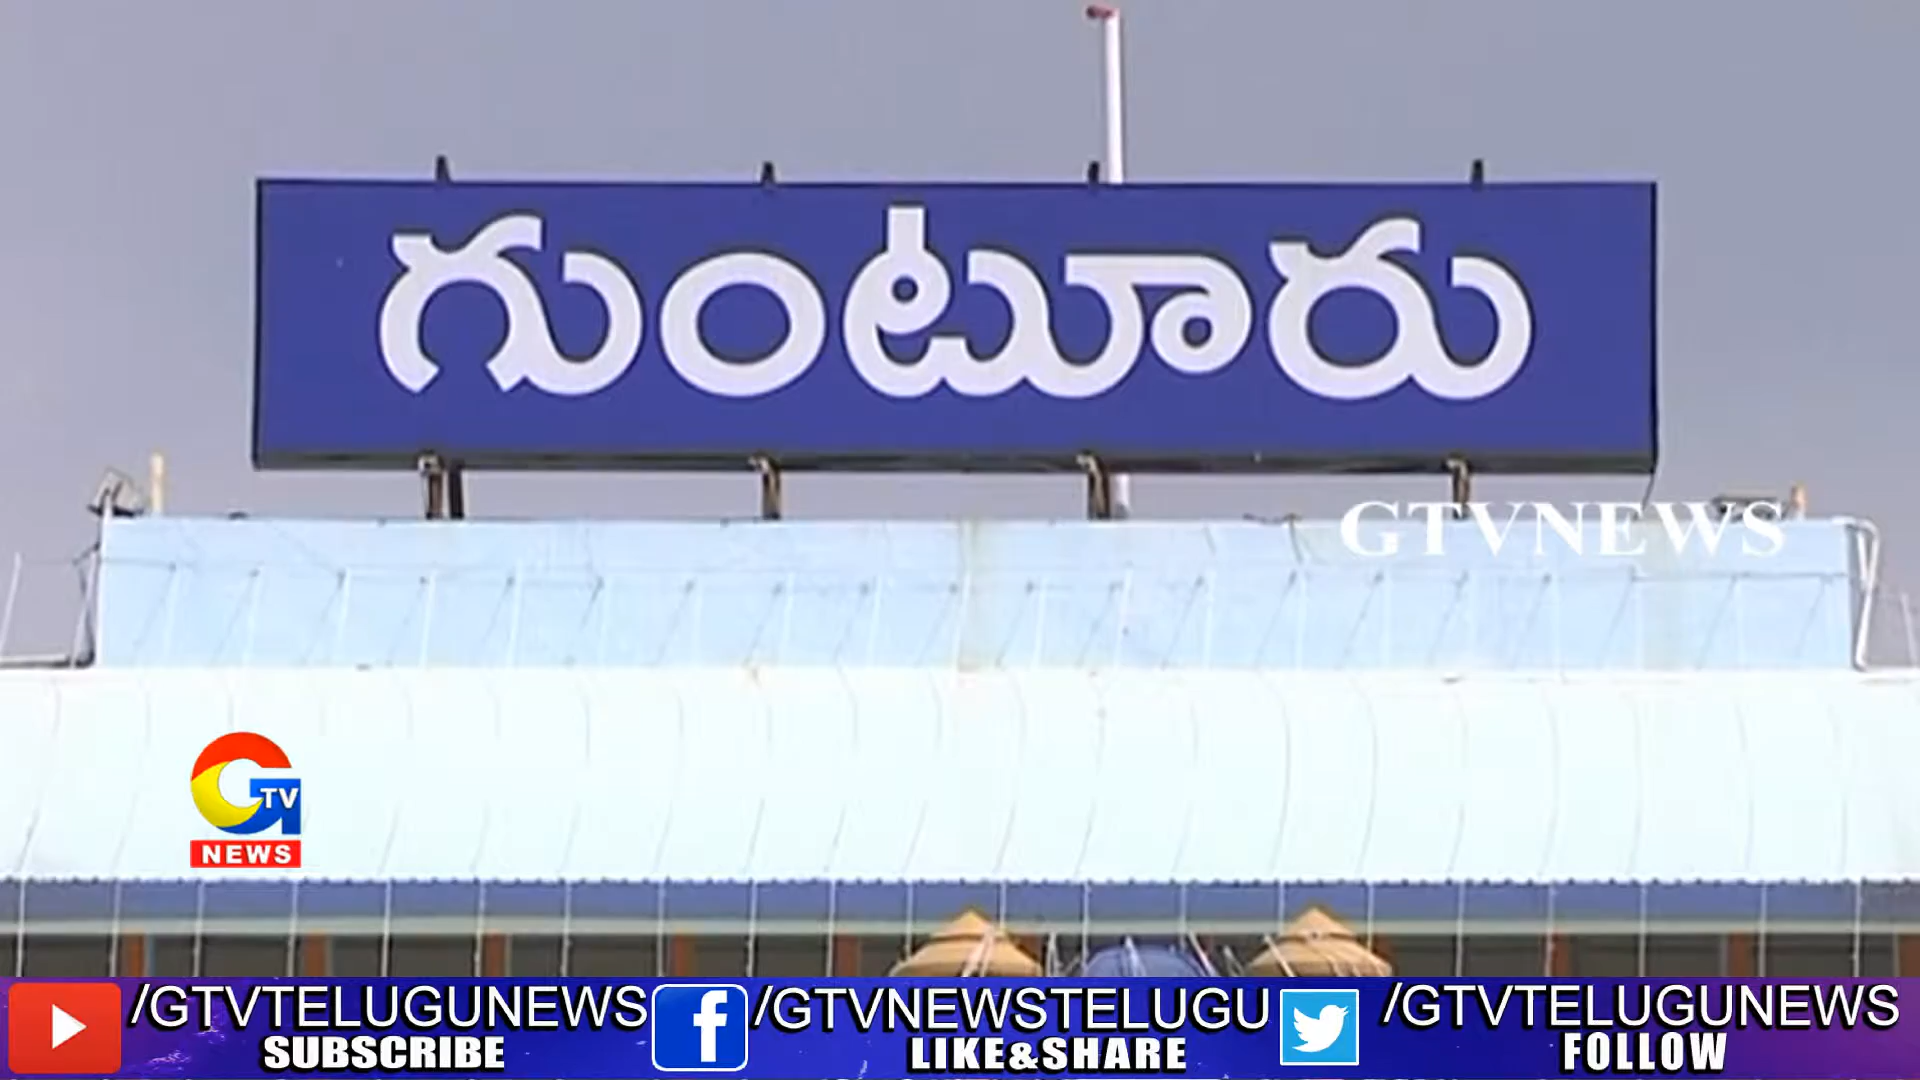 గుంటూరు
GTVNEWS
TV
NEWS
/GTVTELUGUNEWS
SUBSCRIBE
/GTVNEWSTELUGU
LIKE&SHARE
/GTVTELUGUNEWS
FOLLOW